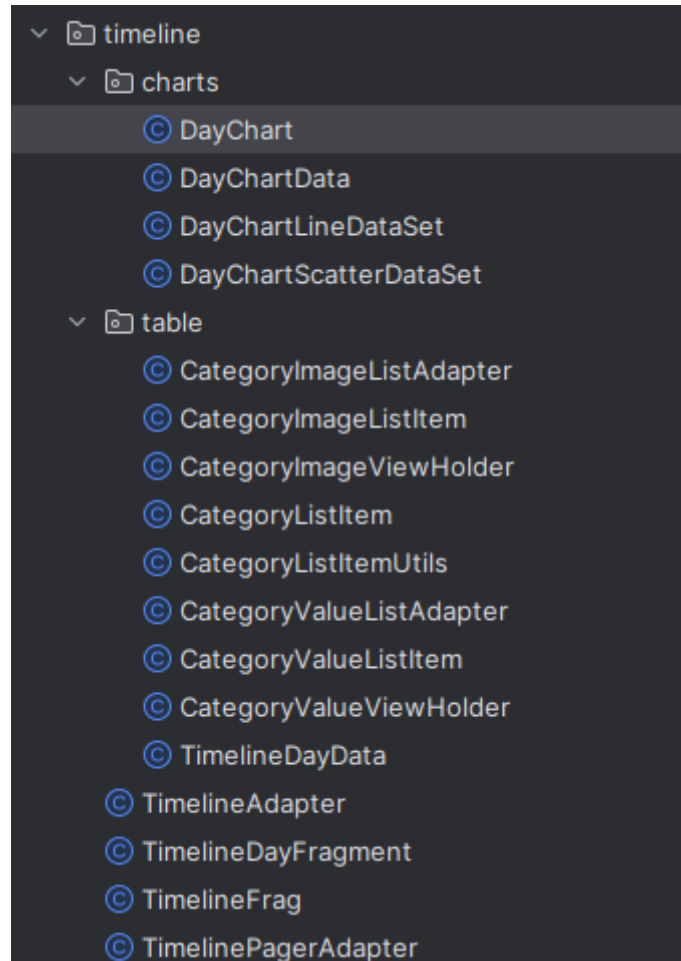 timeline
charts
DayChart
DayChartData
DayChartLineDataSet
DayChartScatterDataSet
table
CategoryImageListAdapter
CategoryImageListItem
CategoryImageViewHolder
CategoryListItem
CategoryListItemUtils
CategoryValueListAdapter
CategoryValueListItem
CategoryValueViewHolder
TimelineDayData
TimelineAdapter
TimelineDayFragment
TimelineFrag
TimelinePagerAdapter